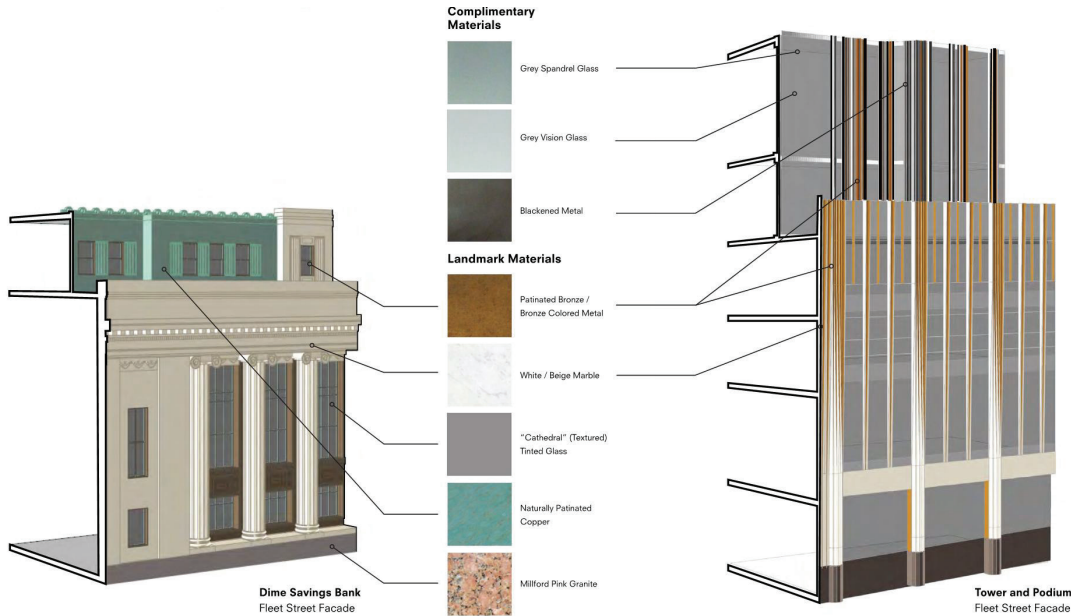 Complimentary
Materials
Grey Spandrel Glass
Grey Vision Glass
Blackened Metal
Landmark Materials
Patinated Bronze /
Bronze Colored Metal
White / Beige Marble
"Cathedral" (Textured)
Tinted Glass
Naturally Patinated
Copper
Millford Pink Granite
Dime Savings Bank
Fleet Street Facade
Tower and Podium
Fleet Street Facade